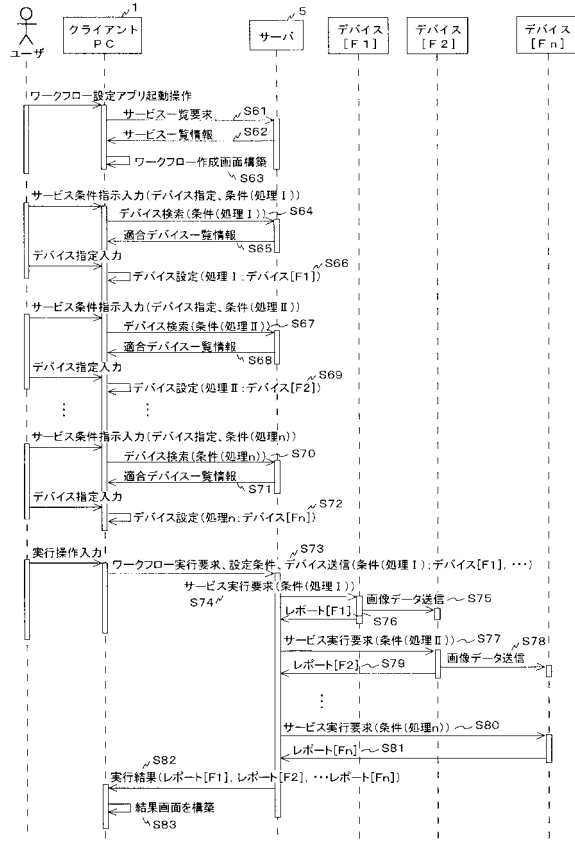 1
5
クライアント
PC
サーバ
デバイス
[F1]
デバイス
[F2]
デバイス
[Fn]
ユーザ
ワークフロー設定アプリ起動操作
サービス一覧要求
S61
サービス一覧情報
S62
ワークフロー作成画面構築
S63
サービス条件指示入力(デバイス指定、条件(処理Ⅰ))
デバイス検索(条件(処理Ⅰ))
S64
適合デバイス一覧情報
S65
デバイス指定入力
S66
デバイス設定(処理Ⅰ;デバイス[F1])
サービス条件指示入力(デバイス指定、条件(処理Ⅱ))
デバイス検索(条件(処理Ⅱ))
S67
適合デバイス一覧情報
S68
デバイス指定入力
S69
デバイス設定(処理Ⅱ:デバイス[F2])
⋮
⋮
サービス条件指示入力(デバイス指定、条件(処理n))
デバイス検索(条件(処理n))
S70
適合デバイス一覧情報
S71
デバイス指定入力
S72
デバイス設定(処理n:デバイス[Fn])
実行操作入力
S73
ワークフロー実行要求、設定条件、デバイス送信(条件(処理Ⅰ);デバイス[F1], ･･･)
サービス実行要求(条件(処理Ⅰ))
S74
画像データ送信
S75
レポート[F1]
S76
サービス実行要求(条件(処理Ⅱ))
S77
S78
レポート[F2]
S79
画像データ送信
⋮
サービス実行要求(条件(処理n))
S80
レポート[Fn]
S81
S82
実行結果(レポート[F1], レポート[F2], ･･･レポート[Fn])
結果画面を構築
S83